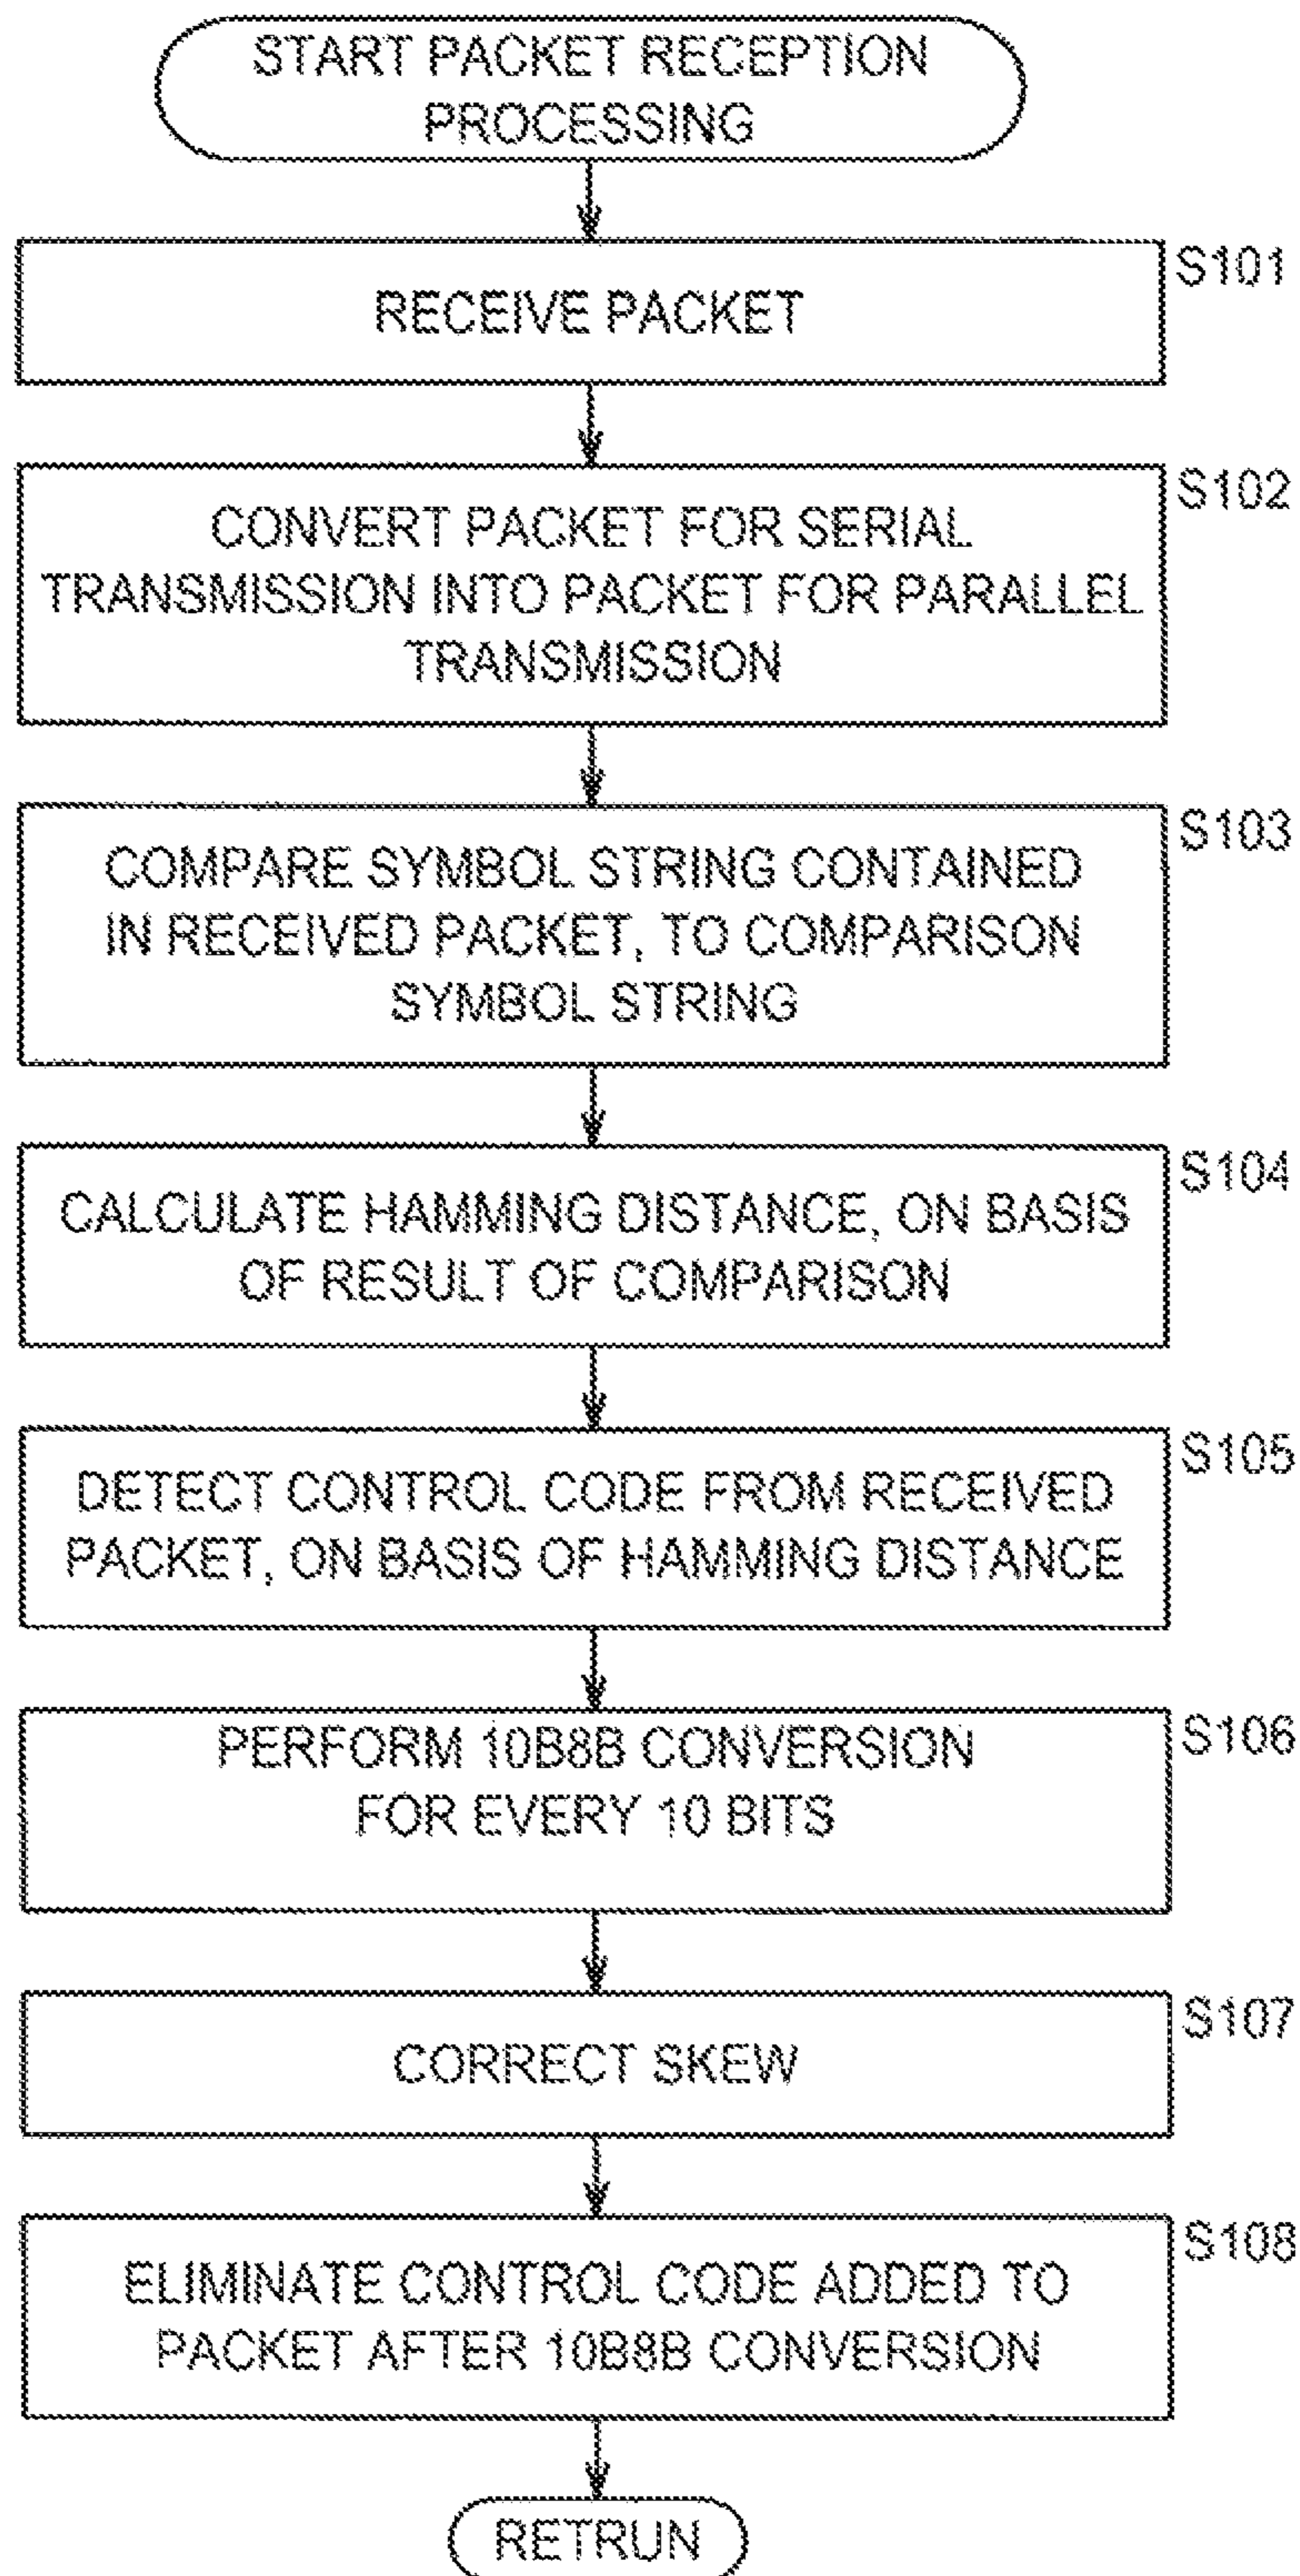 START PACKET RECEPTION
PROCESSING
S101
RECEIVE PACKET
S102
CONVERT PACKET FOR SERIAL
TRANSMISSION INTO PACKET FOR PARALLEL
TRANSMISSION
S103
COMPARE SYMBOL STRING CONTAINED
IN RECEIVED PACKET, TO COMPARISON
SYMBOL STRING
S104
CALCULATE HAMMING DISTANCE, ON BASIS
OF RESULT OF COMPARISON
S105
DETECT CONTROL CODE FROM RECEIVED
PACKET, ON BASIS OF HAMMING DISTANCE
S106
PERFORM 10B8B CONVERSION
FOR EVERY 10 BITS
S107
CORRECT SKEW
S108
ELIMINATE CONTROL CODE ADDED TO
PACKET AFTER 10B8B CONVERSION
RETRUN